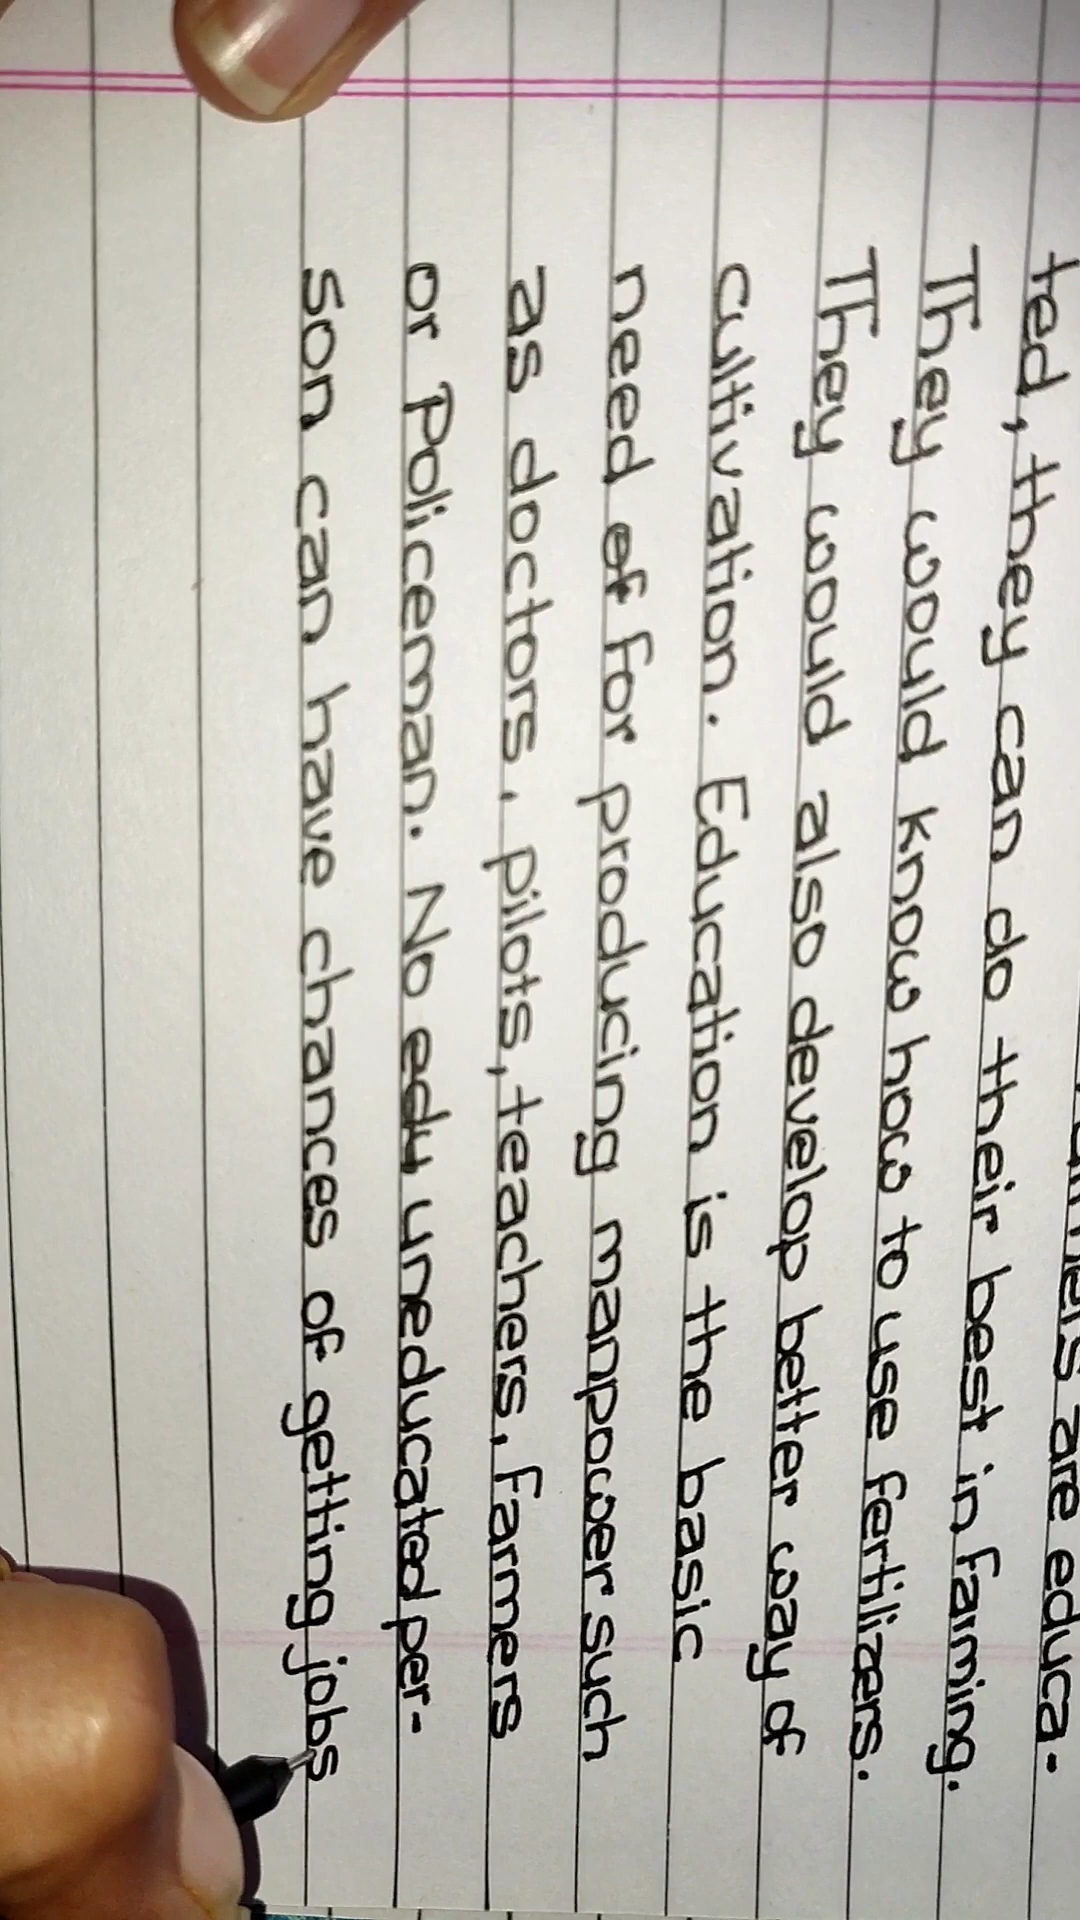 are educa-
ted, they can do their best in farming.
They would know how to use fertilizers.
They would also develop better way of
cultivation. Education is the basic
need of for producing manpower such
as doctors, pilots, teachers, farmers
or Policeman. No edu uneducated per-
son can have chances of getting jobs